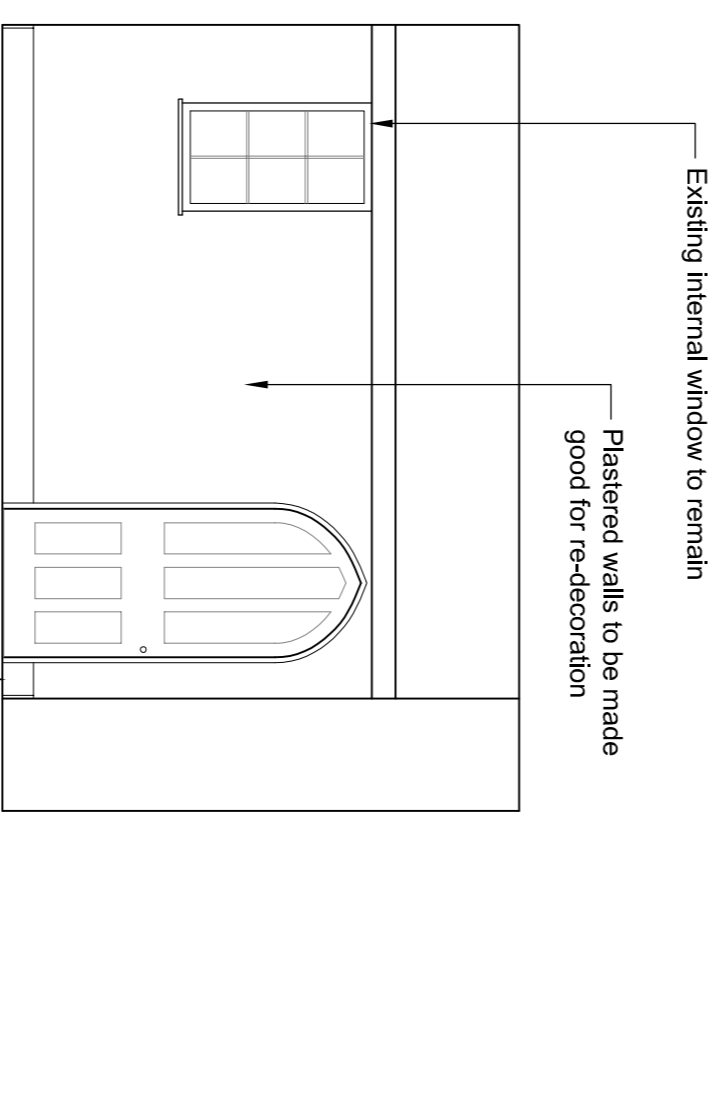 Existing internal window to remain
Plastered walls to be made
good for re-decoration